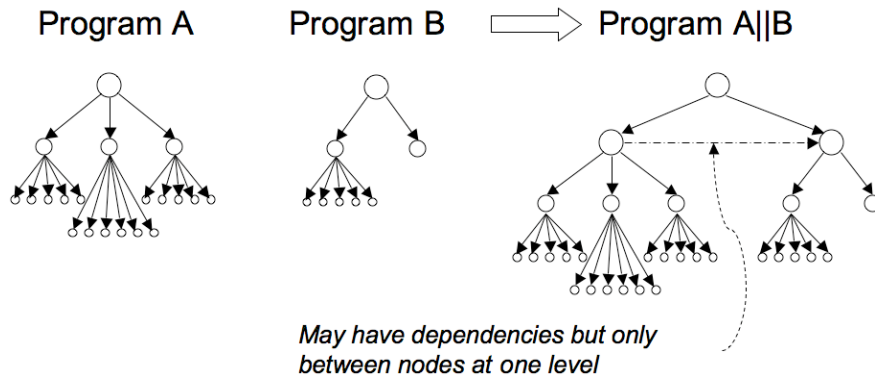 Program A
Program B
Program A||B
May have dependencies but only
between nodes at one level